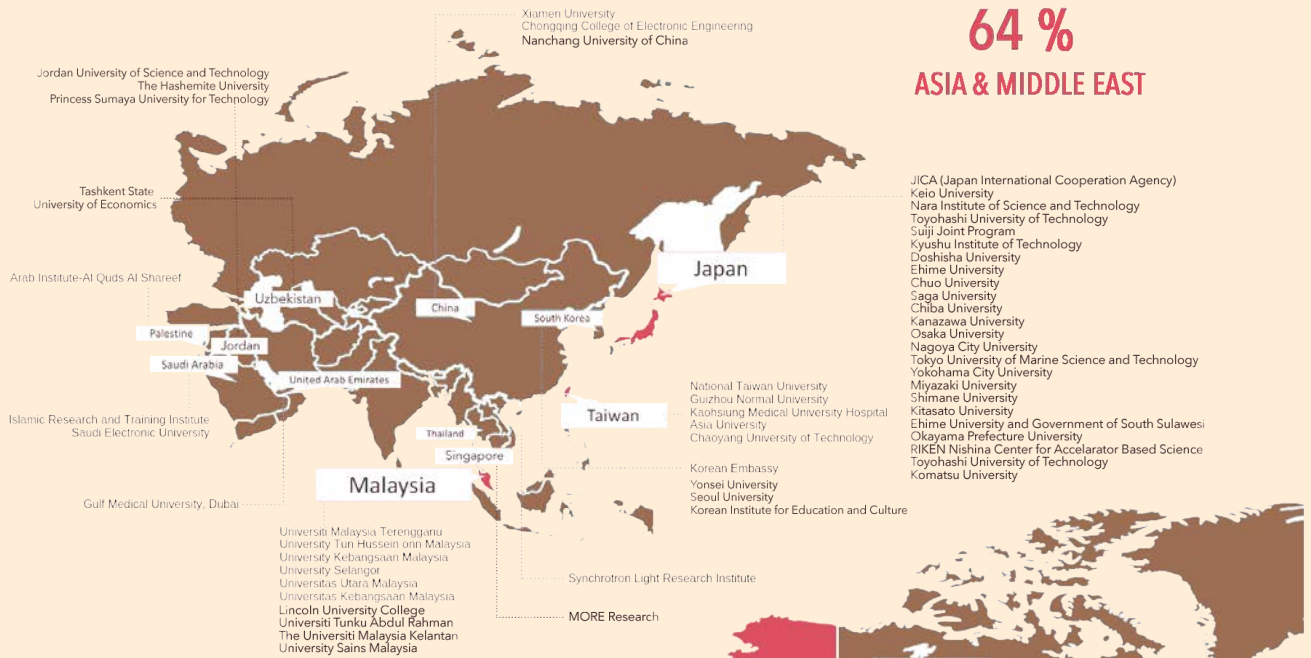 Xiamen University
Chongqing College of Electronic Engineering
Nanchang University of China
64 %
ASIA & MIDDLE EAST
Jordan University of Science and Technology
The Hashemite University
Princess Sumaya University for Technology
Tashkent State
University of Economics
Arab Institute-Al Quds Al Shareef
Uzbekistan
China
South Korea
Japan
Palestine
Jordan
Saudi Arabia
United Arab Emirates
Taiwan
Thailand
Singapore
Malaysia
JICA (Japan International Cooperation Agency)
Keio University
Nara Institute of Science and Technology
Toyohashi University of Technology
Suiji Joint Program
Kyushu Institute of Technology
Doshisha University
Ehime University
Chuo University
Saga University
Chiba University
Kanazawa University
Osaka University
Nagoya City University
Tokyo University of Marine Science and Technology
Yokohama City University
Miyazaki University
Shimane University
Kitasato University
Ehime University and Government of South Sulawesi
Okayama Prefecture University
RIKEN Nishina Center for Accelarator Based Science
Toyohashi University of Technology
Komatsu University
National Taiwan University
Guizhou Normal University
Kaohsiung Medical University Hospital
Asia University
Chaoyang University of Technology
Korean Embassy
Yonsei University
Seoul University
Korean Institute for Education and Culture
Islamic Research and Training Institute
Saudi Electronic University
Gulf Medical University, Dubai
Universiti Malaysia Terengganu
University Tun Hussein onn Malaysia
University Kebangsaan Malaysia
University Selangor
Universitas Utara Malaysia
Universitas Kebangsaan Malaysia
Lincoln University College
Universiti Tunku Abdul Rahman
The Universiti Malaysia Kelantan
University Sains Malaysia
Synchrotron Light Research Institute
MORE Research